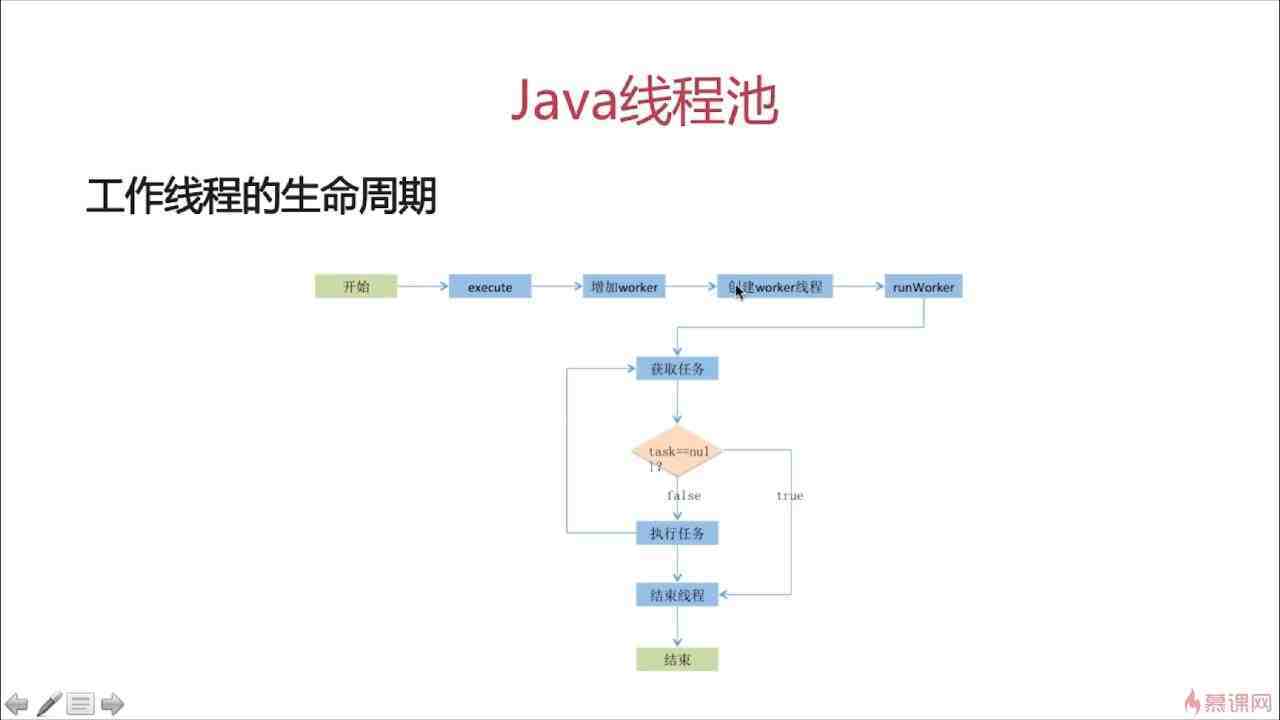 Java线程池
工作线程的生命周期
开始
execute
增加worker
创建worker线程
runWorker
获取任务
task==nul
l?
false
true
执行任务
结束线程
结束
慕课网